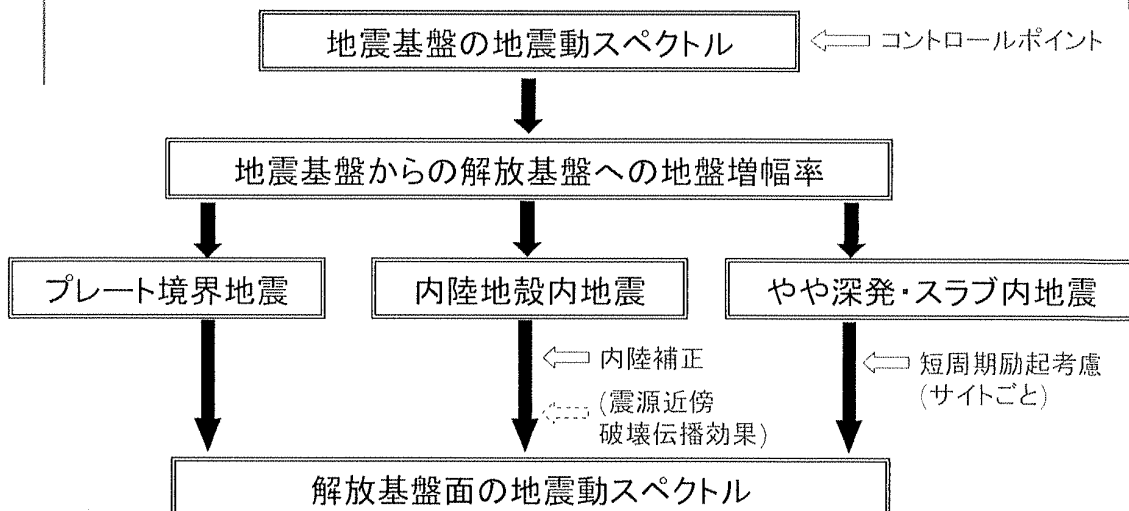 地震基盤の地震動スペクトル
コントロールポイント
地震基盤からの解放基盤への地盤増幅率
プレート境界地震
内陸地殻内地震
やや深発・スラブ内地震
内陸補正
(震源近傍
破壊伝播効果)
短周期励起考慮
(サイトごと)
解放基盤面の地震動スペクトル